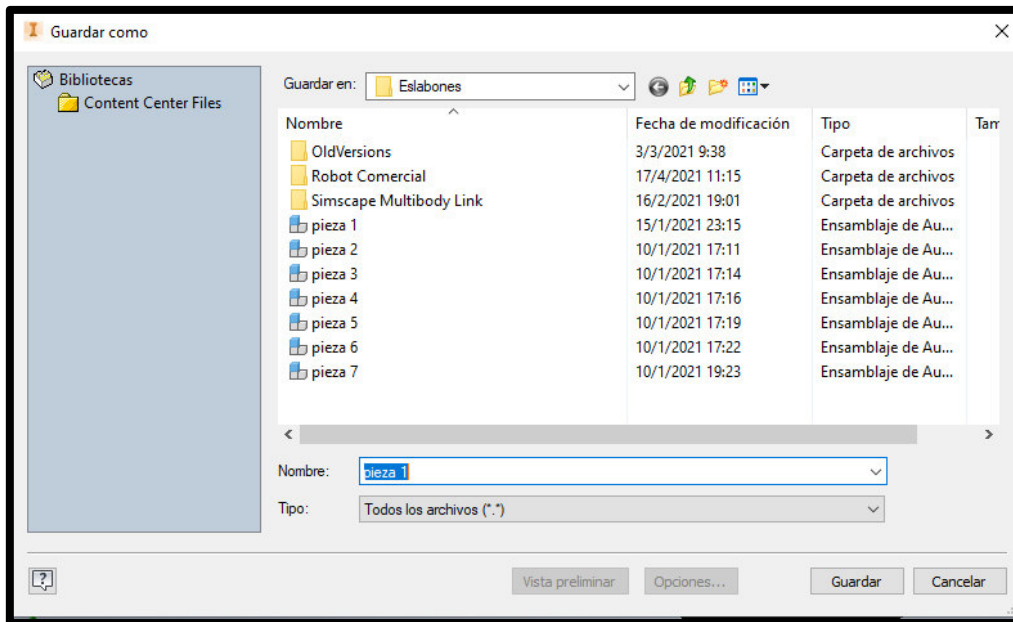 Guardar como
Bibliotecas
Content Center Files
Guardar en: Eslabones
Nombre Fecha de modificación Tipo Tam
OldVersions 3/3/2021 9:38 Carpeta de archivos
Robot Comercial 17/4/2021 11:15 Carpeta de archivos
Simscape Multibody Link 16/2/2021 19:01 Carpeta de archivos
pieza 1 15/1/2021 23:15 Ensamblaje de Au...
pieza 2 10/1/2021 17:11 Ensamblaje de Au...
pieza 3 10/1/2021 17:14 Ensamblaje de Au...
pieza 4 10/1/2021 17:16 Ensamblaje de Au...
pieza 5 10/1/2021 17:19 Ensamblaje de Au...
pieza 6 10/1/2021 17:22 Ensamblaje de Au...
pieza 7 10/1/2021 19:23 Ensamblaje de Au...
Nombre: pieza 1
Tipo: Todos los archivos (*.*)
Vista preliminar Opciones... Guardar Cancelar